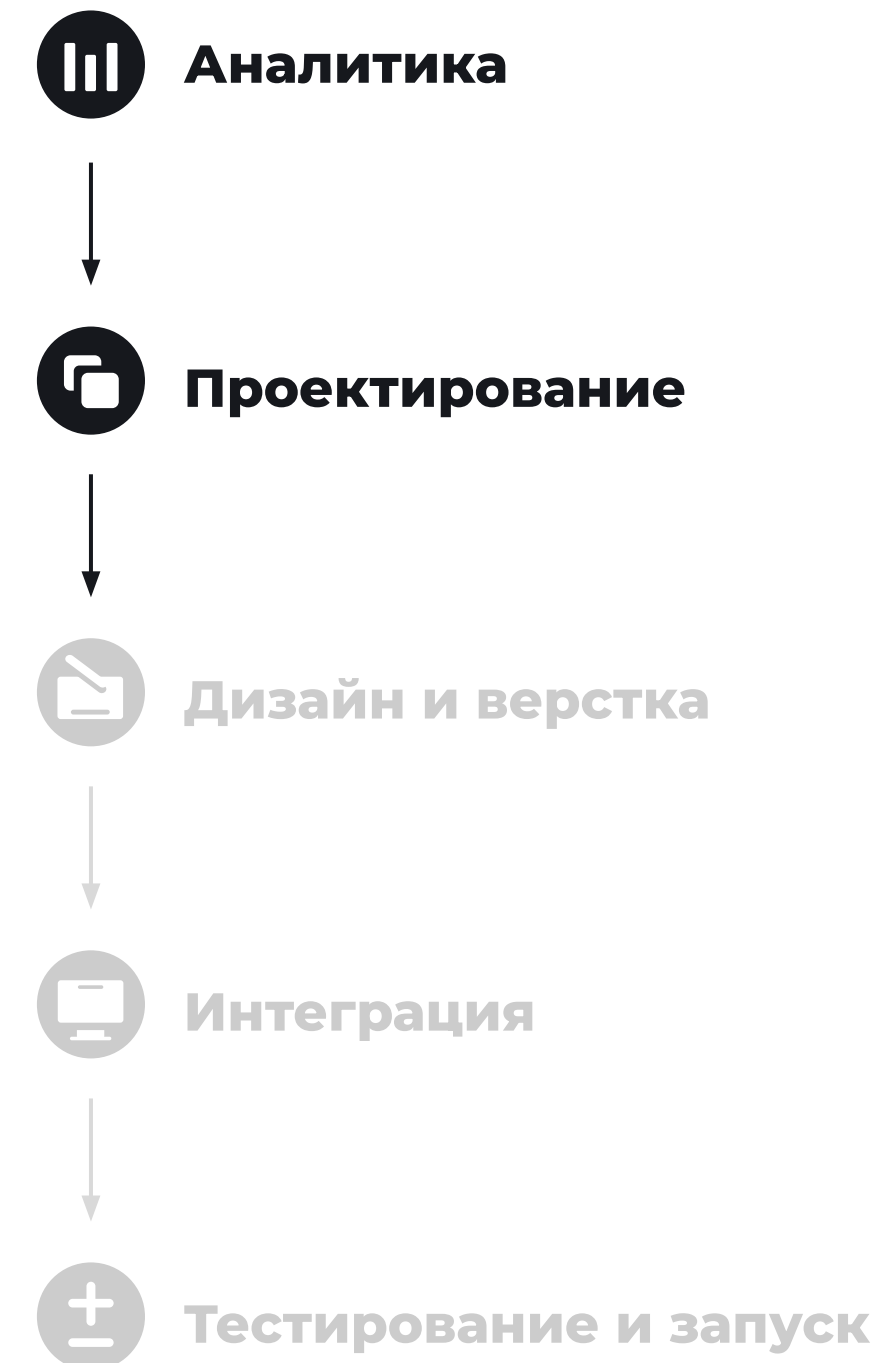 Аналитика
Проектирование
Дизайн и верстка
Интеграция
Тестирование и запуск